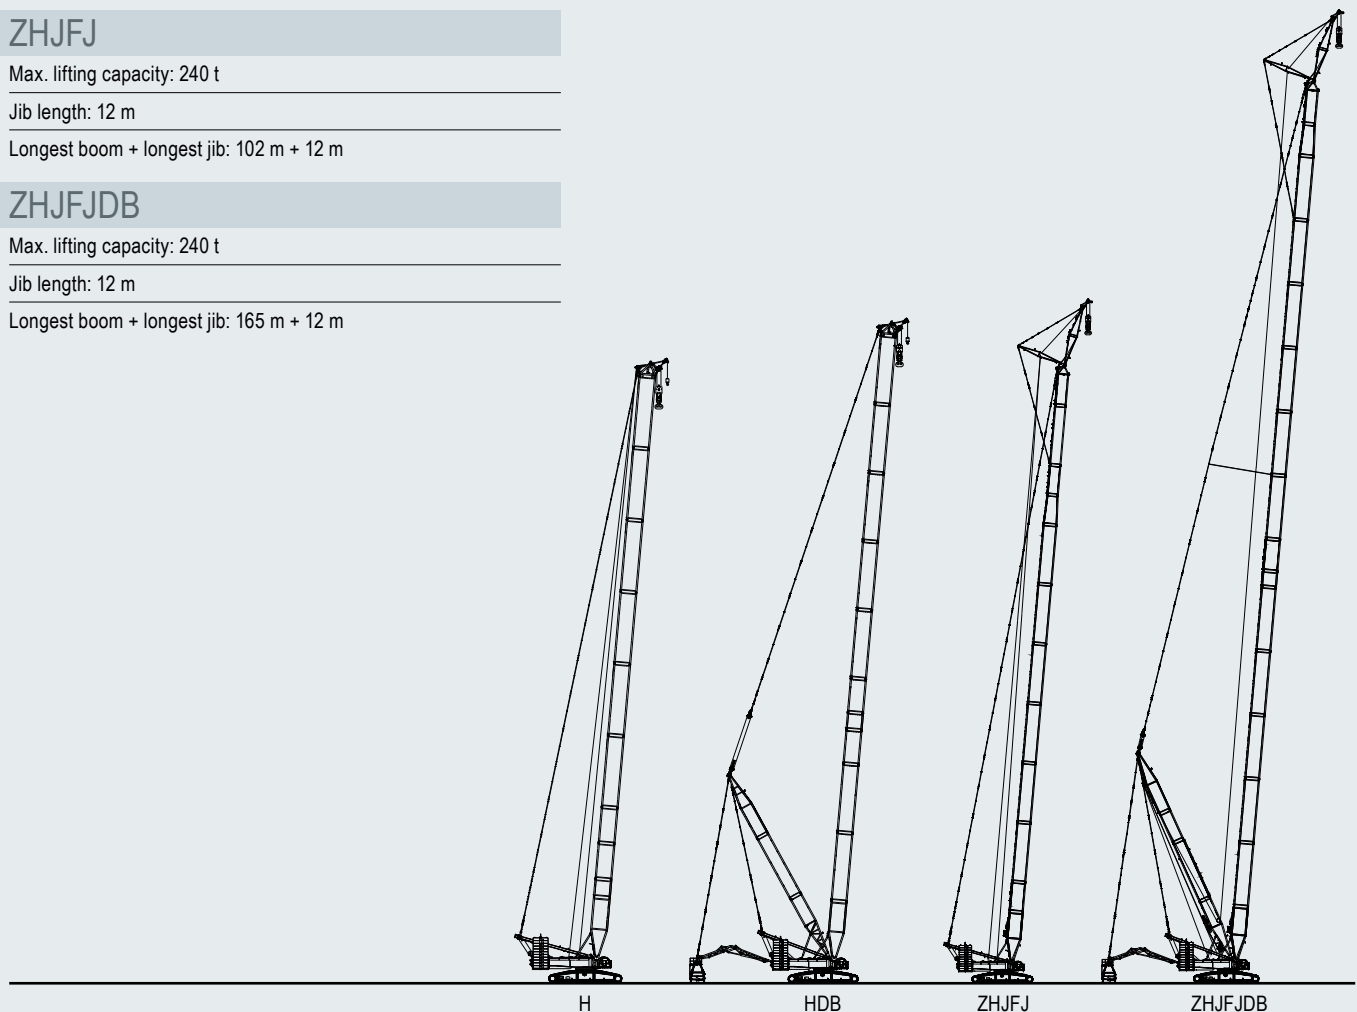 ZHJFJ
Max. lifting capacity: 240 t
Jib length: 12 m
Longest boom + longest jib: 102 m + 12 m
ZHJFJDB
Max. lifting capacity: 240 t
Jib length: 12 m
Longest boom + longest jib: 165 m + 12 m
H HDB ZHJFJ ZHJFJDB